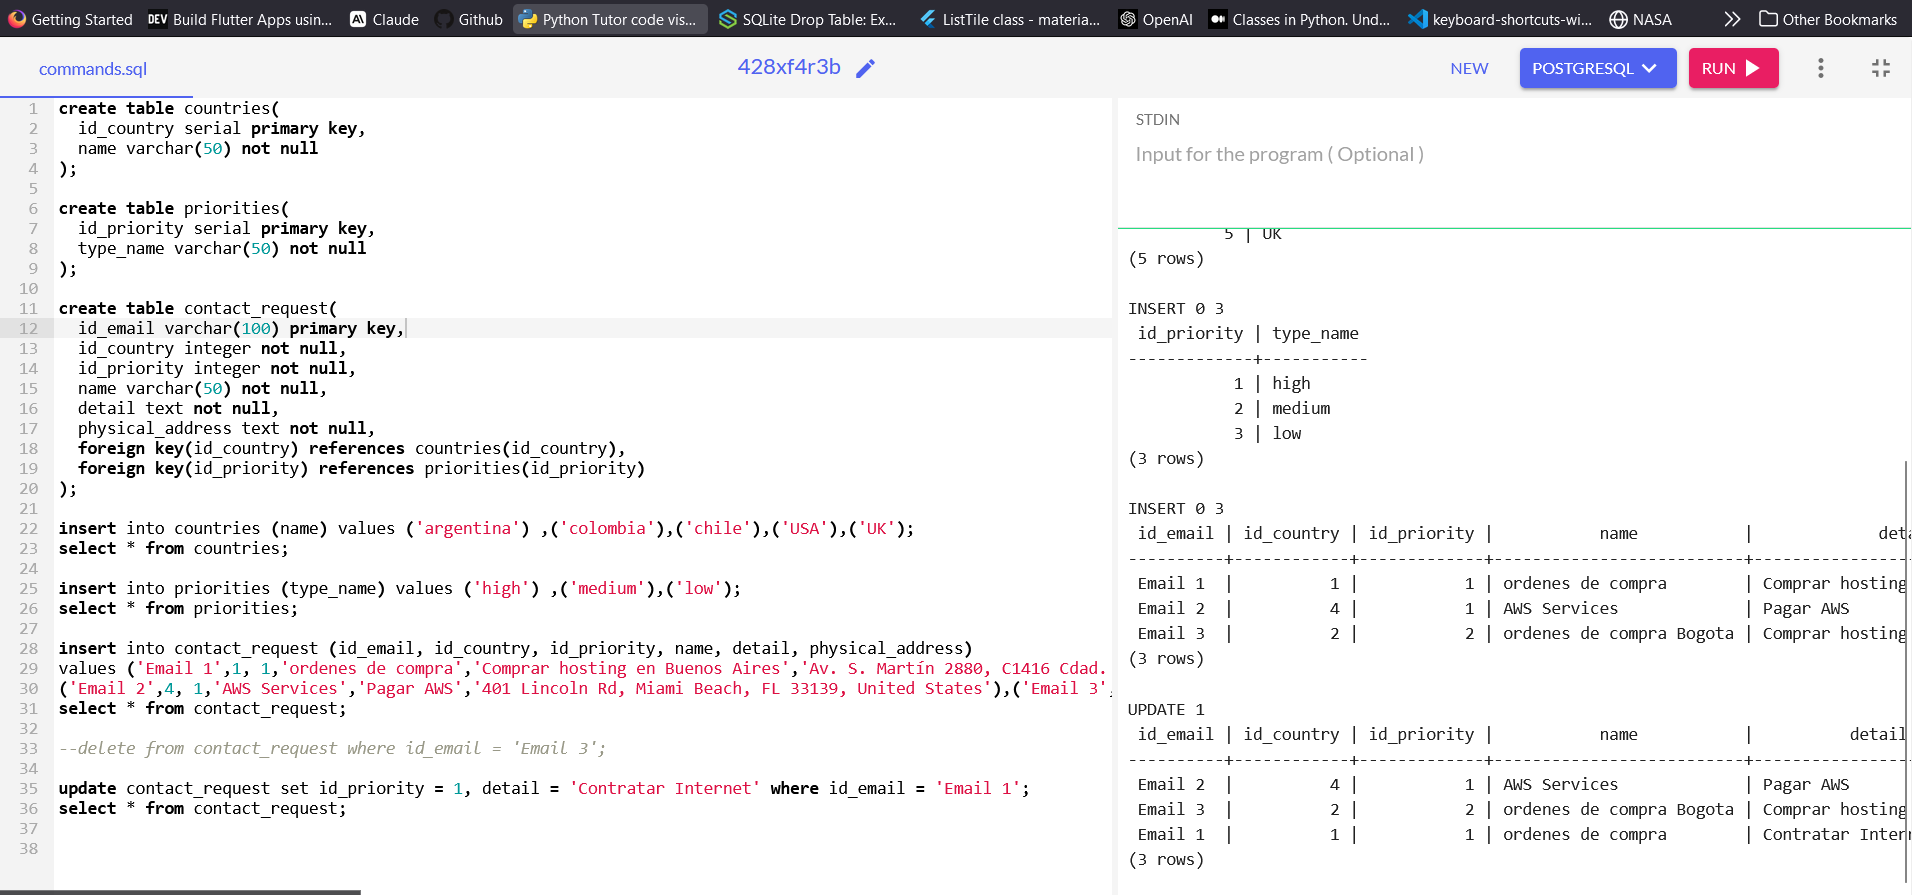 Getting Started DEV Build Flutter Apps usin... AI Claude Github Python Tutor code vis... SQLite Drop Table: Ex... ListTile class - materia... OpenAI Classes in Python. Und... keyboard-shortcuts-wi... NASA Other Bookmarks
commands.sql 428xf4r3b NEW POSTGRESQL RUN
1 create table countries(
2 id_country serial primary key,
3 name varchar(50) not null
4 );
5
6 create table priorities(
7 id_priority serial primary key,
8 type_name varchar(50) not null
9 );
10
11 create table contact_request(
12 id_email varchar(100) primary key,
13 id_country integer not null,
14 id_priority integer not null,
15 name varchar(50) not null,
16 detail text not null,
17 physical_address text not null,
18 foreign key(id_country) references countries(id_country),
19 foreign key(id_priority) references priorities(id_priority)
20 );
21
22 insert into countries (name) values ('argentina') ,('colombia'),('chile'),('USA'),('UK');
23 select * from countries;
24
25 insert into priorities (type_name) values ('high') ,('medium'),('low');
26 select * from priorities;
27
28 insert into contact_request (id_email, id_country, id_priority, name, detail, physical_address)
29 values ('Email 1',1, 1,'ordenes de compra','Comprar hosting en Buenos Aires','Av. S. Martín 2880, C1416 Cdad.
30 ('Email 2',4, 1,'AWS Services','Pagar AWS','401 Lincoln Rd, Miami Beach, FL 33139, United States'),('Email 3',
31 select * from contact_request;
32
33 --delete from contact_request where id_email = 'Email 3';
34
35 update contact_request set id_priority = 1, detail = 'Contratar Internet' where id_email = 'Email 1';
36 select * from contact_request;
37
38
STDIN
Input for the program ( Optional )
5 | UK
(5 rows)
INSERT 0 3
id_priority | type_name
-------------+-----------
1 | high
2 | medium
3 | low
(3 rows)
INSERT 0 3
id_email | id_country | id_priority | name | deta
----------+------------+-------------+--------------------------+----------------
Email 1 | 1 | 1 | ordenes de compra | Comprar hosting
Email 2 | 4 | 1 | AWS Services | Pagar AWS
Email 3 | 2 | 2 | ordenes de compra Bogota | Comprar hosting
(3 rows)
UPDATE 1
id_email | id_country | id_priority | name | detail
----------+------------+-------------+--------------------------+----------------
Email 2 | 4 | 1 | AWS Services | Pagar AWS
Email 3 | 2 | 2 | ordenes de compra Bogota | Comprar hosting
Email 1 | 1 | 1 | ordenes de compra | Contratar Inter
(3 rows)